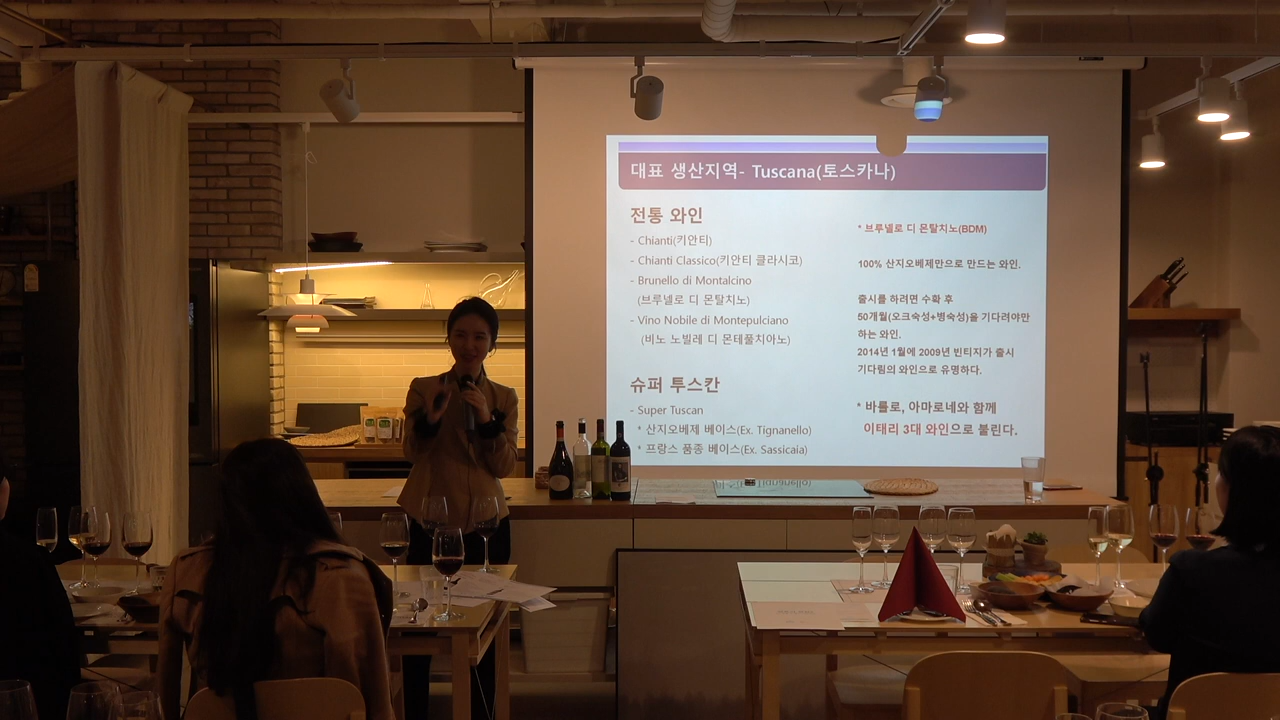 대표 생산지역- Tuscana(토스카나)
전통 와인
- Chianti(키안티)
- Chianti Classico(키안티 클라시코)
- Brunello di Montalcino
(브루넬로 디 몬탈치노)
- Vino Nobile di Montepulciano
(비노 노빌레 디 몬테풀치아노)
슈퍼 투스칸
- Super Tuscan
* 산지오베제 베이스(Ex. Tignanello)
* 프랑스 품종 베이스(Ex. Sassicaia)
* 브루넬로 디 몬탈치노(BDM)
100% 산지오베제만으로 만드는 와인.
출시를 하려면 수확 후
50개월(오크숙성+병숙성)을 기다려야만
하는 와인.
2014년 1월에 2009년 빈티지가 출시
기다림의 와인으로 유명하다.
* 바롤로, 아마로네와 함께
이태리 3대 와인으로 불린다.